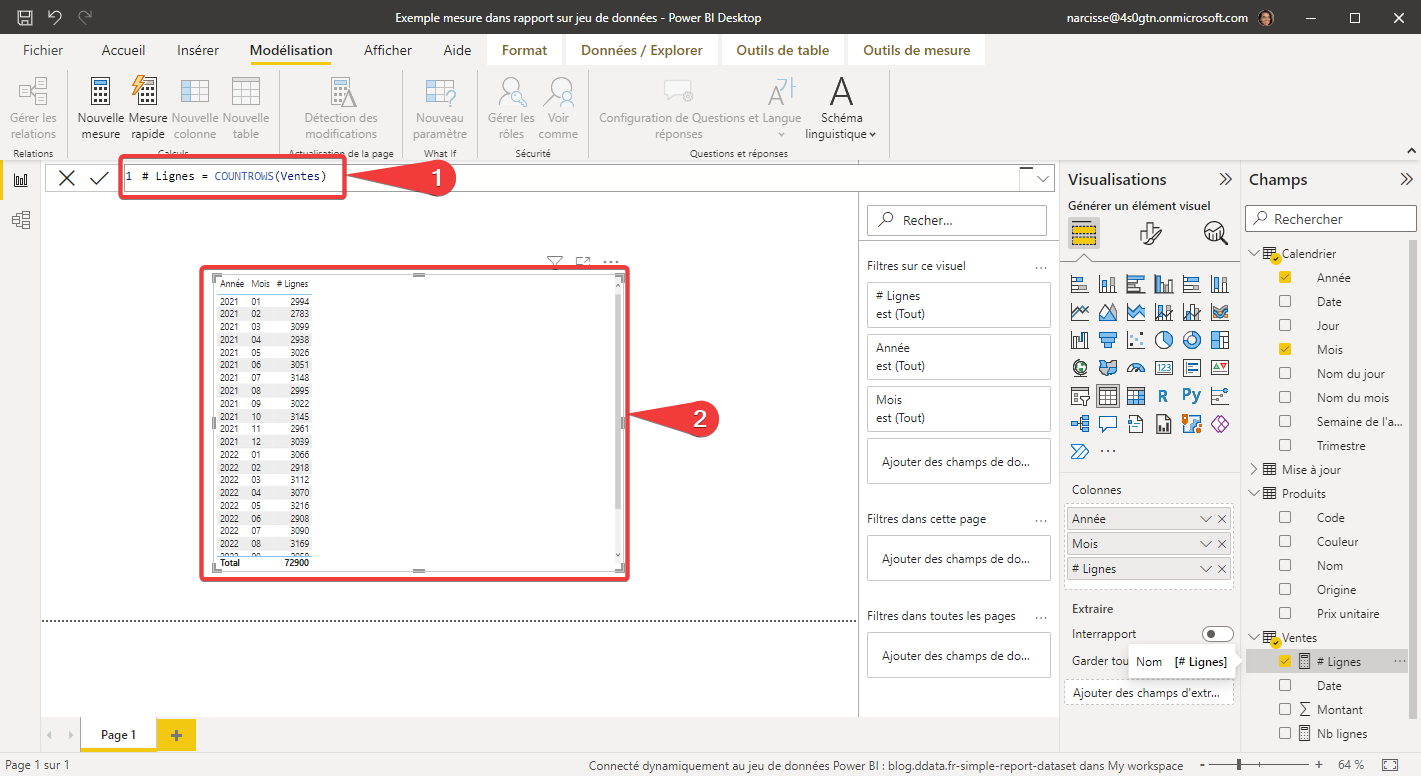 Exemple mesure dans rapport sur jeu de données - Power BI Desktop
narcisse@4s0gtn.onmicrosoft.com
Fichier Accueil Insérer Modélisation Afficher Aide Format Données / Explorer Outils de table Outils de mesure
Gérer les relations
Nouvelle mesure
Mesure rapide
Nouvelle colonne
Nouvelle table
Détection des modifications
Nouveau paramètre
Gérer les rôles
Voir comme
Configuration de Questions et réponses
Langue
Schéma linguistique
Relations
Calculs
Actualisation de la page
What If
Sécurité
Questions et réponses
1 # Lignes = COUNTROWS(Ventes)
1
Année Mois # Lignes
2021 01 2994
2021 02 2783
2021 03 3099
2021 04 2938
2021 05 3026
2021 06 3051
2021 07 3148
2021 08 2995
2021 09 3022
2021 10 3145
2021 11 2961
2021 12 3039
2022 01 3066
2022 02 2918
2022 03 3112
2022 04 3070
2022 05 3216
2022 06 2908
2022 07 3090
2022 08 3169
Total 72900
2
Recher...
Filtres sur ce visuel ...
# Lignes
est (Tout)
Année
est (Tout)
Mois
est (Tout)
Ajouter des champs de do...
Filtres dans cette page ...
Ajouter des champs de do...
Filtres dans toutes les pages ...
Ajouter des champs de do...
Visualisations
Générer un élément visuel
R Py
123
...
Colonnes
Année
Mois
# Lignes
Extraire
Interrapport
Garder tou
Nom [# Lignes]
Ajouter des champs d'extr...
Champs
Rechercher
Calendrier
Année
Date
Jour
Mois
Nom du jour
Nom du mois
Semaine de l'a...
Trimestre
Mise à jour
Produits
Code
Couleur
Nom
Origine
Prix unitaire
Ventes
# Lignes ...
Date
Montant
Nb lignes
Page 1
Page 1 sur 1
Connecté dynamiquement au jeu de données Power BI : blog.ddata.fr-simple-report-dataset dans My workspace
- + 64 %